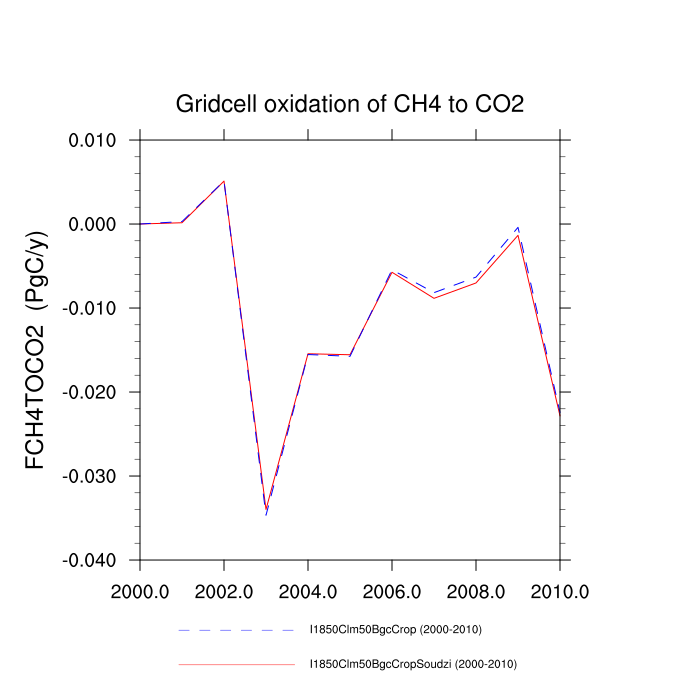 Gridcell oxidation of CH4 to CO2
0.010
0.000
-0.010
-0.020
-0.030
-0.040
FCH4TOCO2 (PgC/y)
2000.0 2002.0 2004.0 2006.0 2008.0 2010.0
I1850Clm50BgcCrop (2000-2010)
I1850Clm50BgcCropSoudzi (2000-2010)